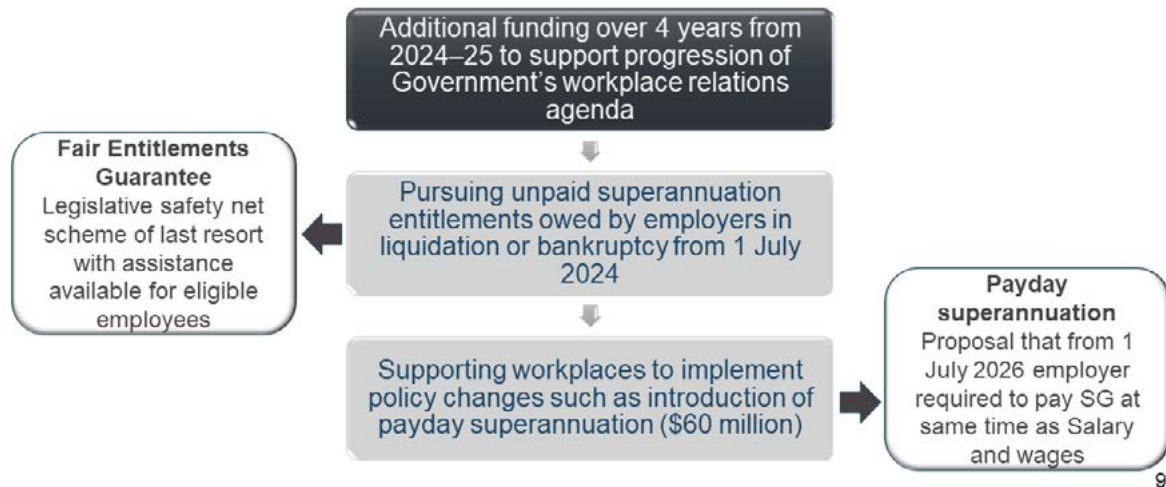 Additional funding over 4 years from
2024–25 to support progression of
Government's workplace relations
agenda
Fair Entitlements
Guarantee
Legislative safety net
scheme of last resort
with assistance
available for eligible
employees
Pursuing unpaid superannuation
entitlements owed by employers in
liquidation or bankruptcy from 1 July
2024
Supporting workplaces to implement
policy changes such as introduction of
payday superannuation ($60 million)
Payday
superannuation
Proposal that from 1
July 2026 employer
required to pay SG at
same time as Salary
and wages
9